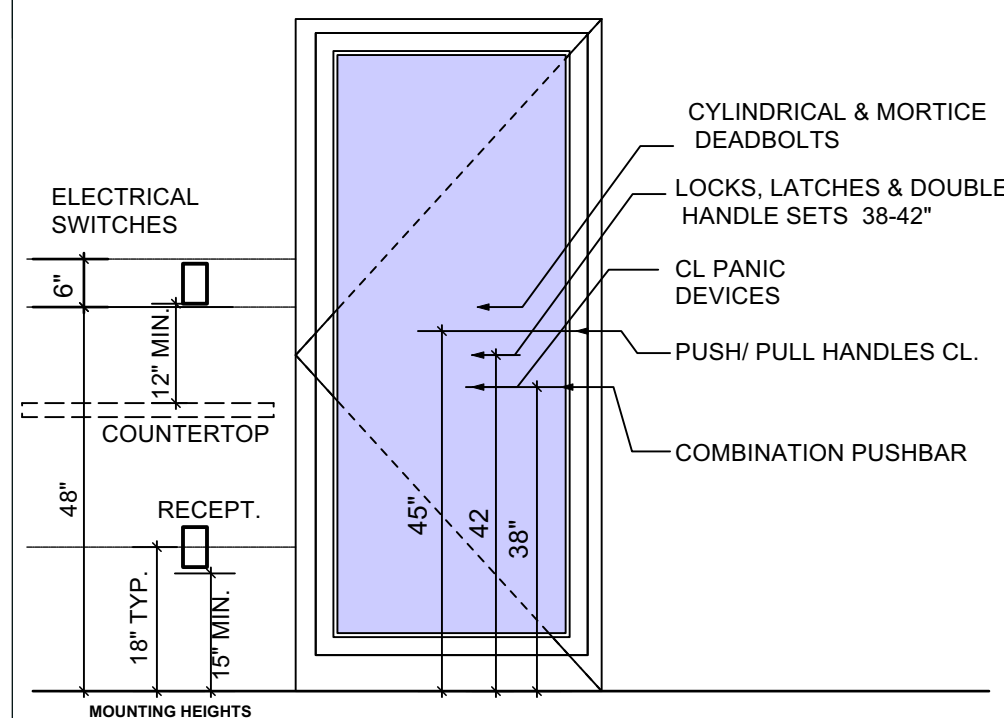 CYLINDRICAL & MORTICE
DEADBOLTS
ELECTRICAL
SWITCHES
LOCKS, LATCHES & DOUBLE
HANDLE SETS 38-42"
6"
CL PANIC
DEVICES
12" MIN.
PUSH/ PULL HANDLES CL.
COUNTERTOP
COMBINATION PUSHBAR
48"
RECEPT.
45"
42
38"
18" TYP.
15" MIN.
MOUNTING HEIGHTS